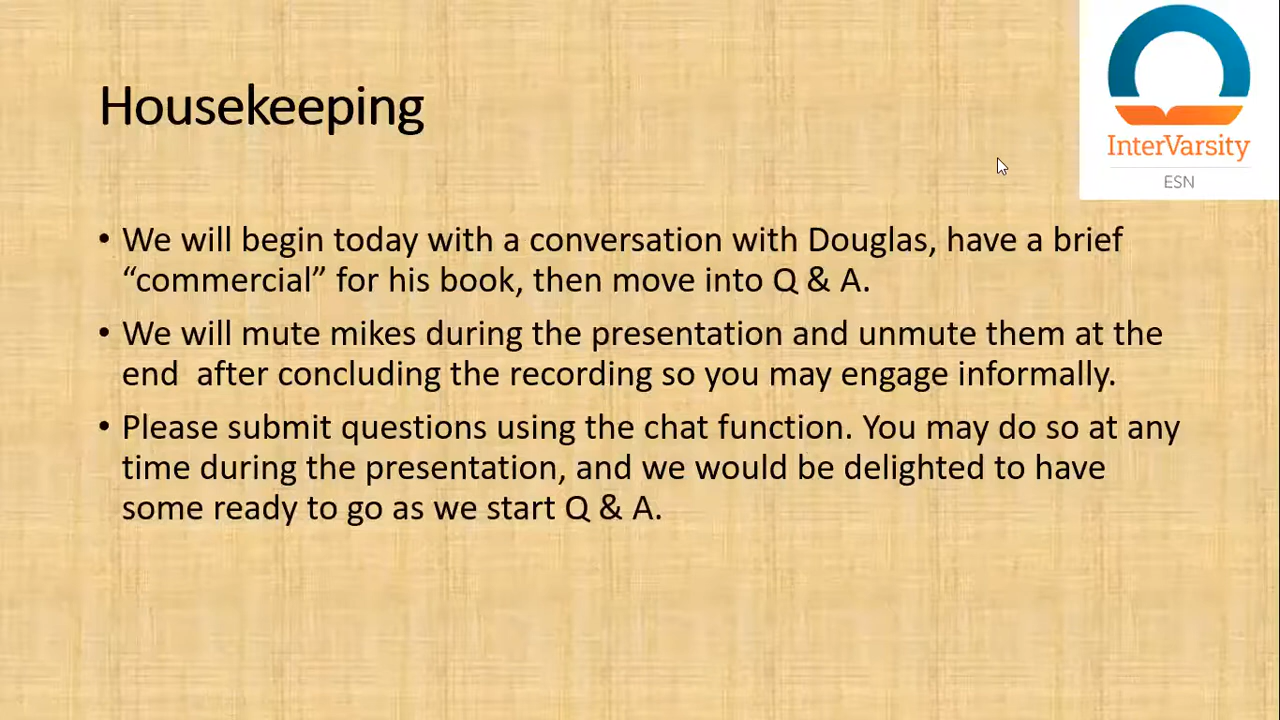 Housekeeping
InterVarsity
ESN
• We will begin today with a conversation with Douglas, have a brief
“commercial” for his book, then move into Q & A.
• We will mute mikes during the presentation and unmute them at the
end  after concluding the recording so you may engage informally.
• Please submit questions using the chat function. You may do so at any
time during the presentation, and we would be delighted to have
some ready to go as we start Q & A.